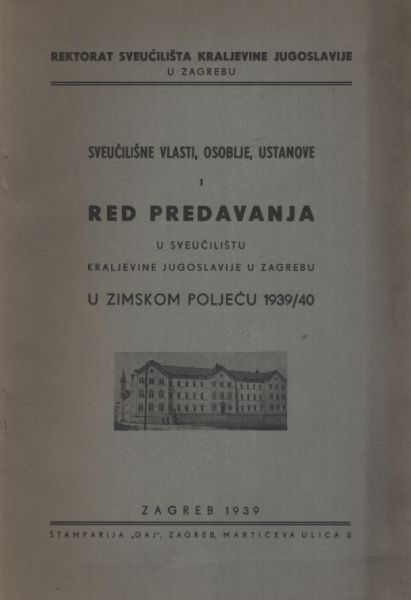 REKTORAT SVEUČILIŠTA KRALJEVINE JUGOSLAVIJE
U ZAGREBU
SVEUČILIŠNE VLASTI, OSOBLJE, USTANOVE
I
RED PREDAVANJA
U SVEUČILIŠTU
KRALJEVINE JUGOSLAVIJE U ZAGREBU
U ZIMSKOM POLJEĆU 1939/40
ZAGREB 1939
ŠTAMPARIJA „GAJ“, ZAGREB, MARTIĆEVA ULICA 2